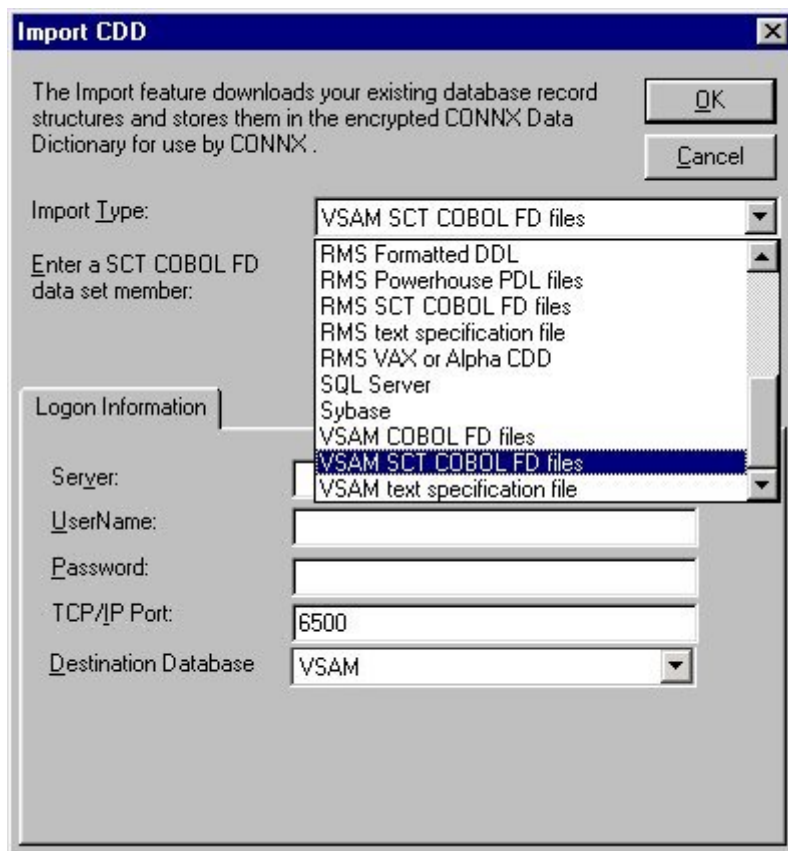 Import CDD
The Import feature downloads your existing database record
structures and stores them in the encrypted CONNX Data
Dictionary for use by CONNX .
OK
Cancel
Import Type:
VSAM SCT COBOL FD files
Enter a SCT COBOL FD
data set member:
RMS Formatted DDL
RMS Powerhouse PDL files
RMS SCT COBOL FD files
RMS text specification file
RMS VAX or Alpha CDD
SQL Server
Sybase
VSAM COBOL FD files
VSAM SCT COBOL FD files
VSAM text specification file
Logon Information
Server:
UserName:
Password:
TCP/IP Port:
6500
Destination Database
VSAM